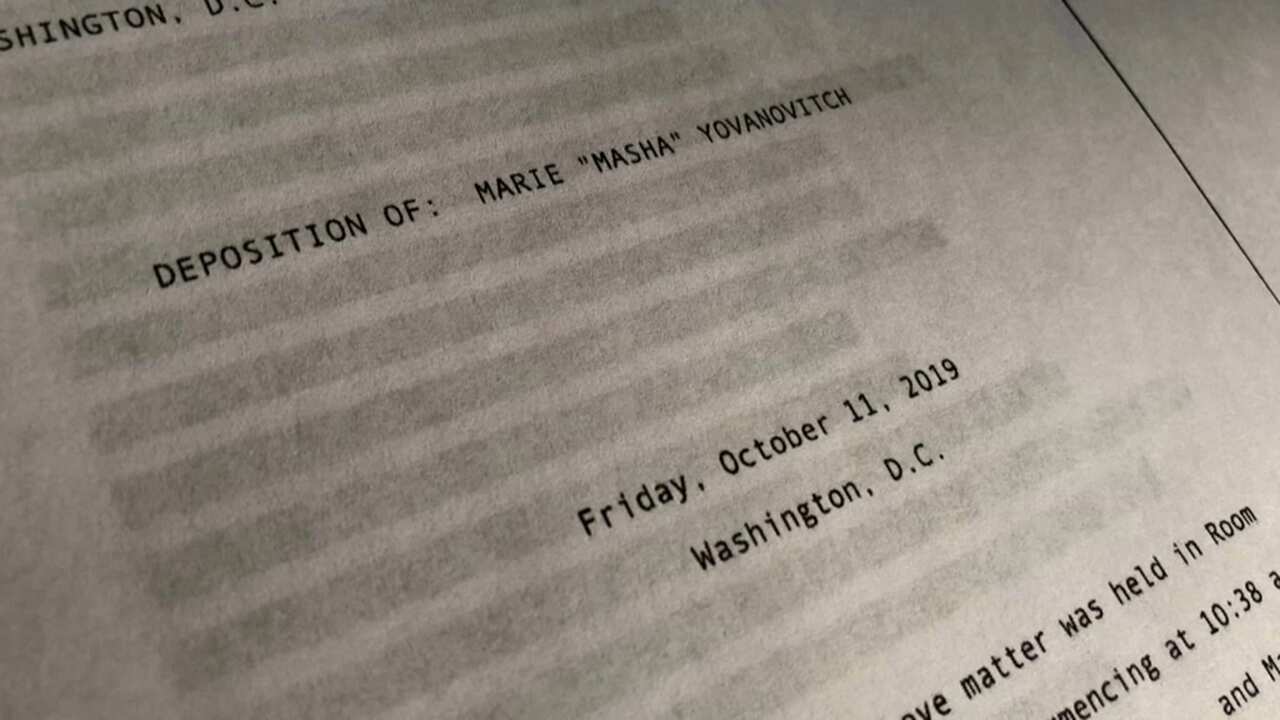 SHINGTON, D.C.
DEPOSITION OF: MARIE "MASHA" YOVANOVITCH
Friday, October 11, 2019
Washington, D.C.
ove matter was held in Room
mencing at 10:38 a
and M